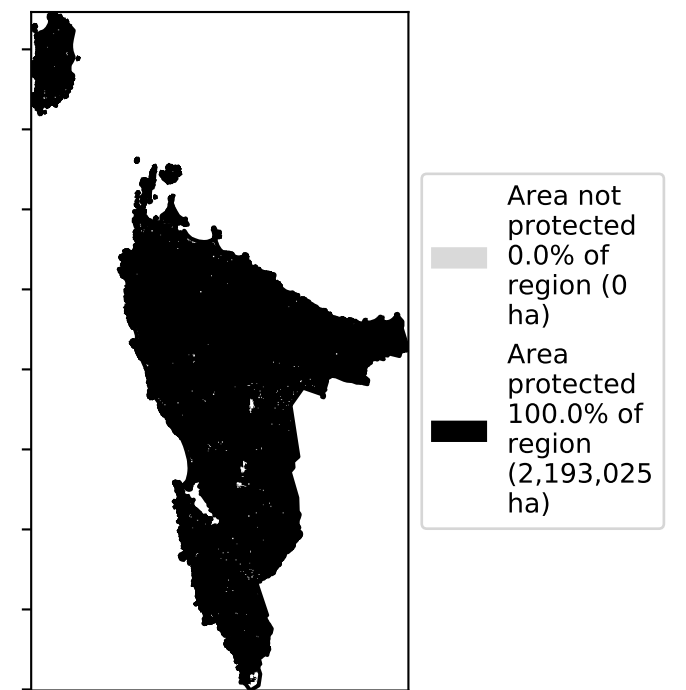 Area not
protected
0.0% of
region (0
ha)
Area
protected
100.0% of
region
(2,193,025
ha)